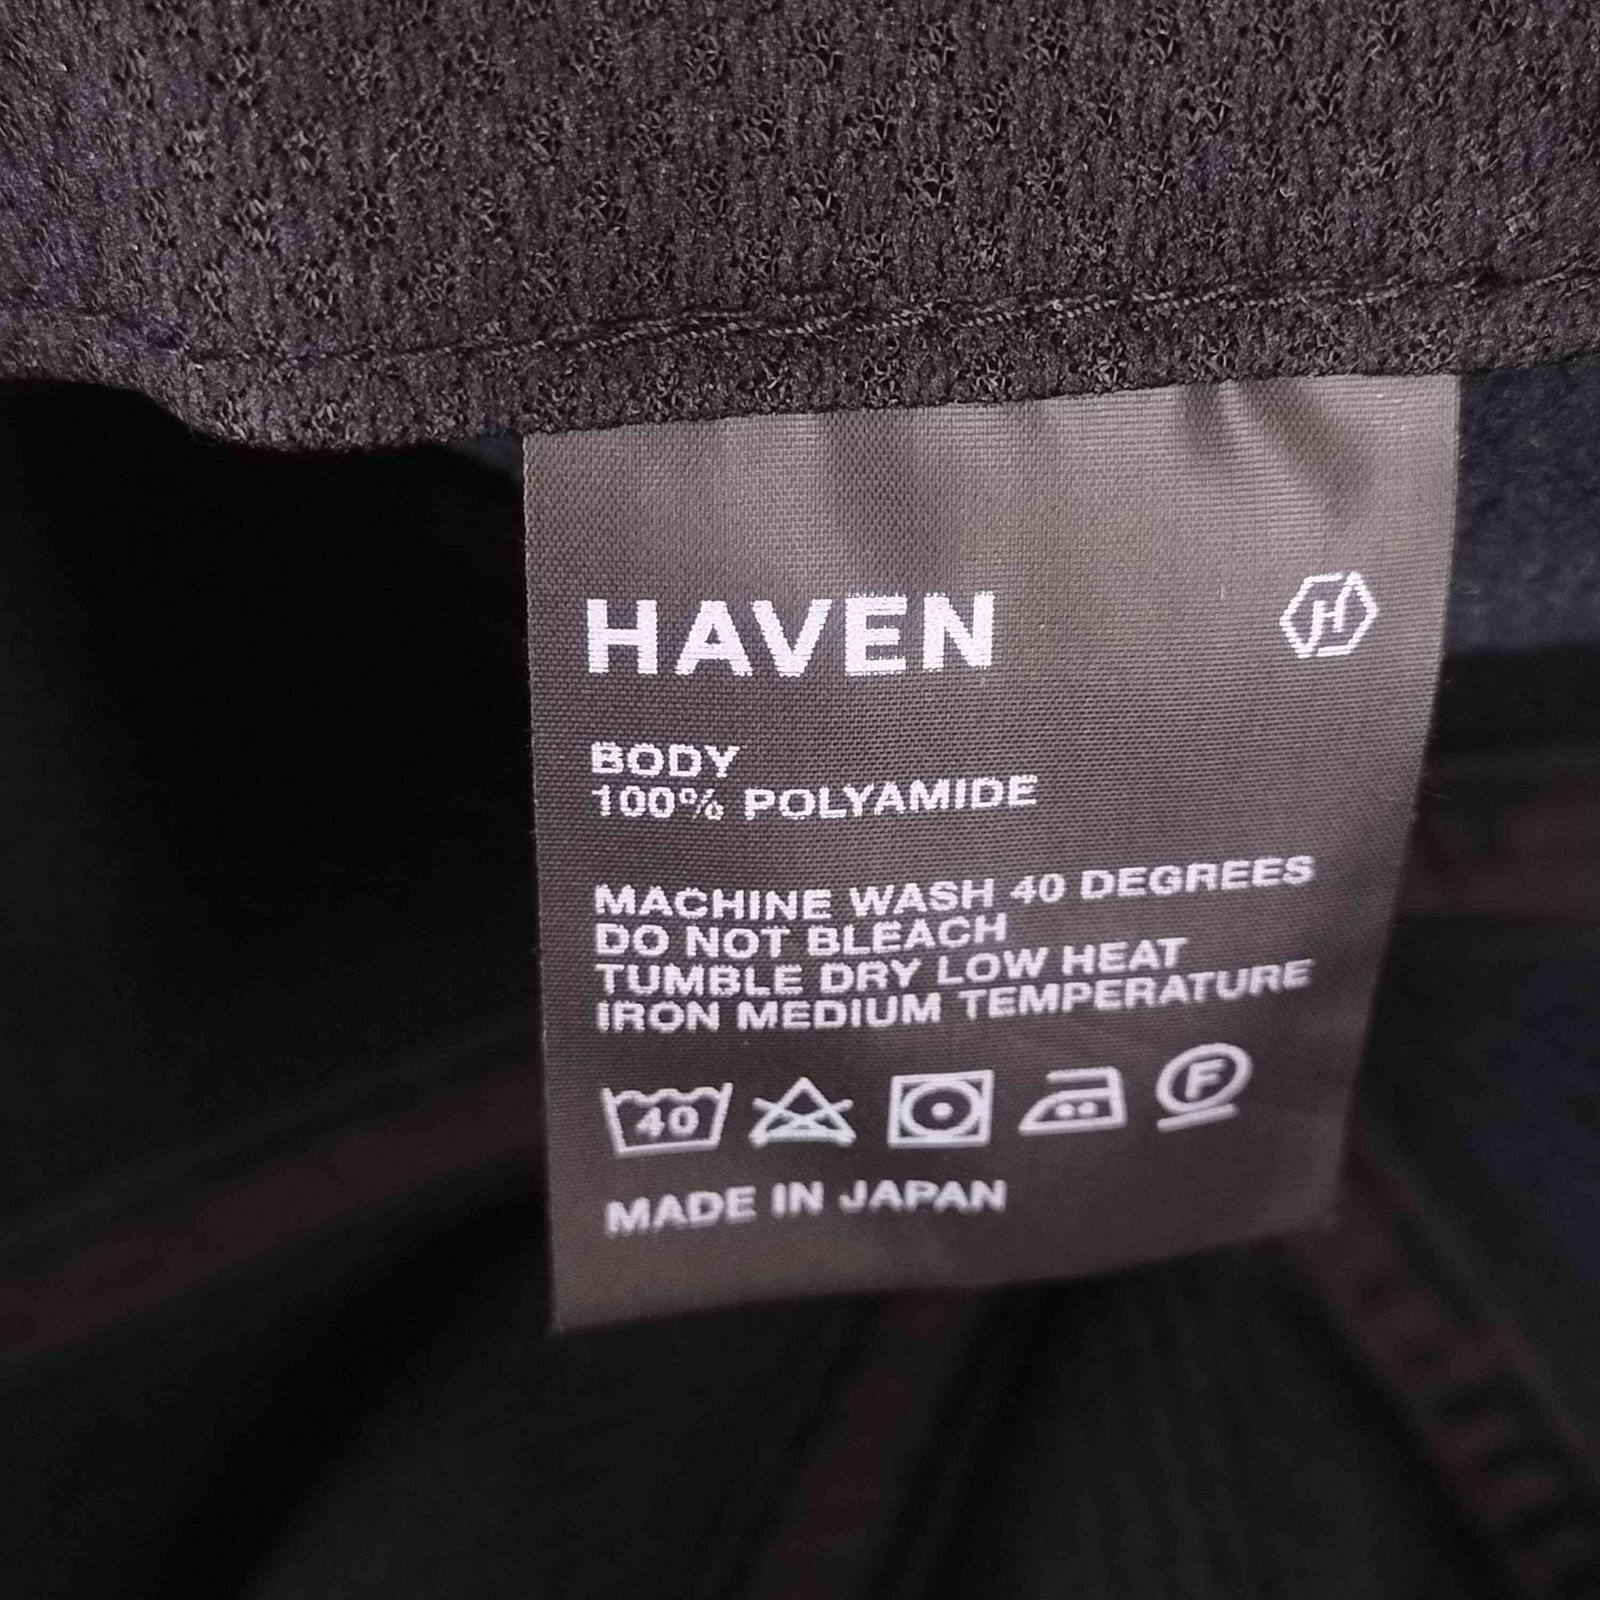 HAVEN H
BODY
100% POLYAMIDE
MACHINE WASH 40 DEGREES
DO NOT BLEACH
TUMBLE DRY LOW HEAT
IRON MEDIUM TEMPERATURE
40 F
MADE IN JAPAN